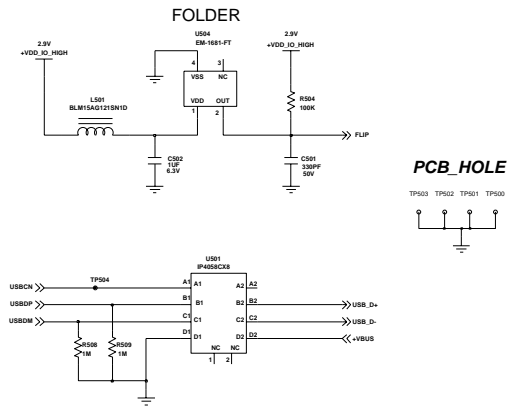 FOLDER
2.9V
+VDD_IO_HIGH
L501
BLM15AG121SN1D
U504
EM-1681-FT
4
3
VSS
NC
VDD
OUT
1
2
C502
1UF
6.3V
2.9V
+VDD_IO_HIGH
R504
100K
FLIP
C501
330PF
50V
PCB_HOLE
TP503 TP502 TP501 TP500
U501
IP4058CX8
USBCN
TP504
A1
A1
A2
A2
USBDP
B1
B1
B2
B2
USB_D+
USBDM
C1
C1
C2
C2
USB_D-
D1
D1
D2
D2
+VBUS
R508
1M
R509
1M
NC
NC
1
2